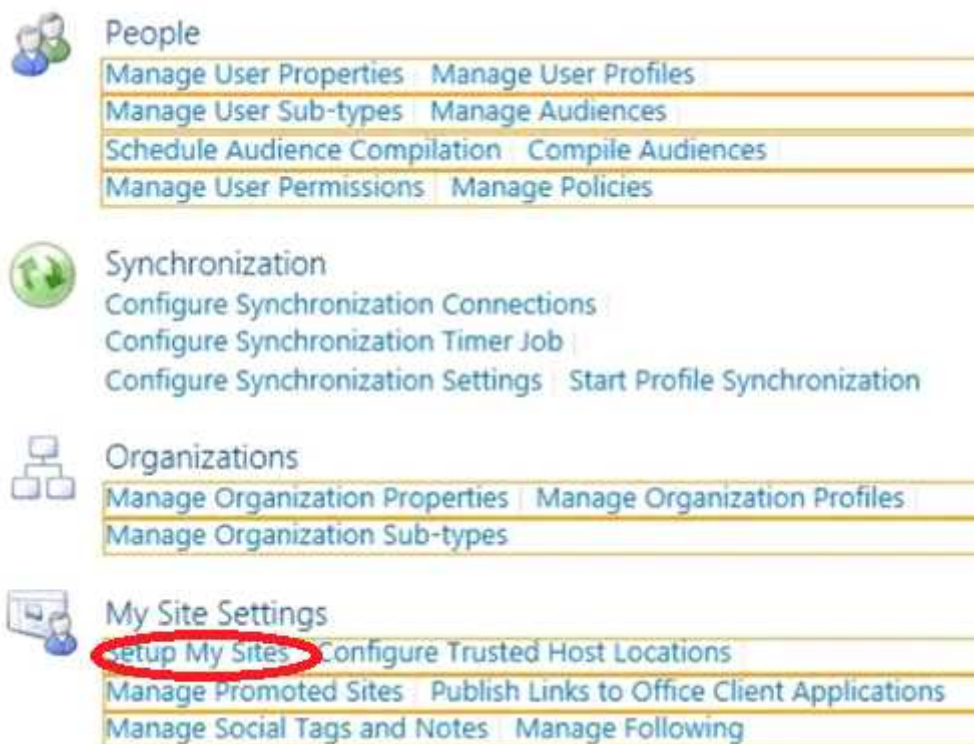 People
Manage User Properties Manage User Profiles
Manage User Sub-types Manage Audiences
Schedule Audience Compilation Compile Audiences
Manage User Permissions Manage Policies
Synchronization
Configure Synchronization Connections
Configure Synchronization Timer Job
Configure Synchronization Settings Start Profile Synchronization
Organizations
Manage Organization Properties Manage Organization Profiles
Manage Organization Sub-types
My Site Settings
Setup My Sites Configure Trusted Host Locations
Manage Promoted Sites Publish Links to Office Client Applications
Manage Social Tags and Notes Manage Following